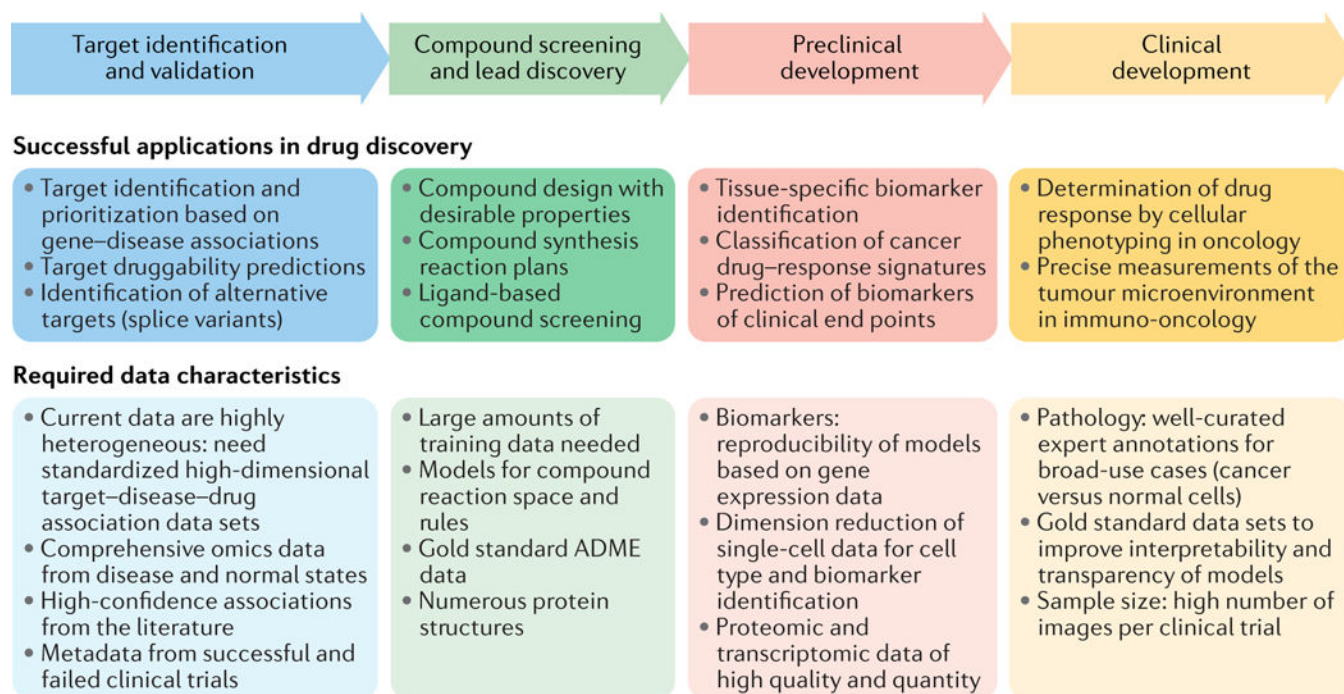 Target identification
and validation
Compound screening
and lead discovery
Preclinical
development
Clinical
development
Successful applications in drug discovery
• Target identification and
prioritization based on
gene–disease associations
• Target druggability predictions
• Identification of alternative
targets (splice variants)
• Compound design with
desirable properties
• Compound synthesis
reaction plans
• Ligand-based
compound screening
• Tissue-specific biomarker
identification
• Classification of cancer
drug–response signatures
• Prediction of biomarkers
of clinical end points
• Determination of drug
response by cellular
phenotyping in oncology
• Precise measurements of the
tumour microenvironment
in immuno-oncology
Required data characteristics
• Current data are highly
heterogeneous: need
standardized high-dimensional
target–disease–drug
association data sets
• Comprehensive omics data
from disease and normal states
• High-confidence associations
from the literature
• Metadata from successful and
failed clinical trials
• Large amounts of
training data needed
• Models for compound
reaction space and
rules
• Gold standard ADME
data
• Numerous protein
structures
• Biomarkers:
reproducibility of models
based on gene
expression data
• Dimension reduction of
single-cell data for cell
type and biomarker
identification
• Proteomic and
transcriptomic data of
high quality and quantity
• Pathology: well-curated
expert annotations for
broad-use cases (cancer
versus normal cells)
• Gold standard data sets to
improve interpretability and
transparency of models
• Sample size: high number of
images per clinical trial